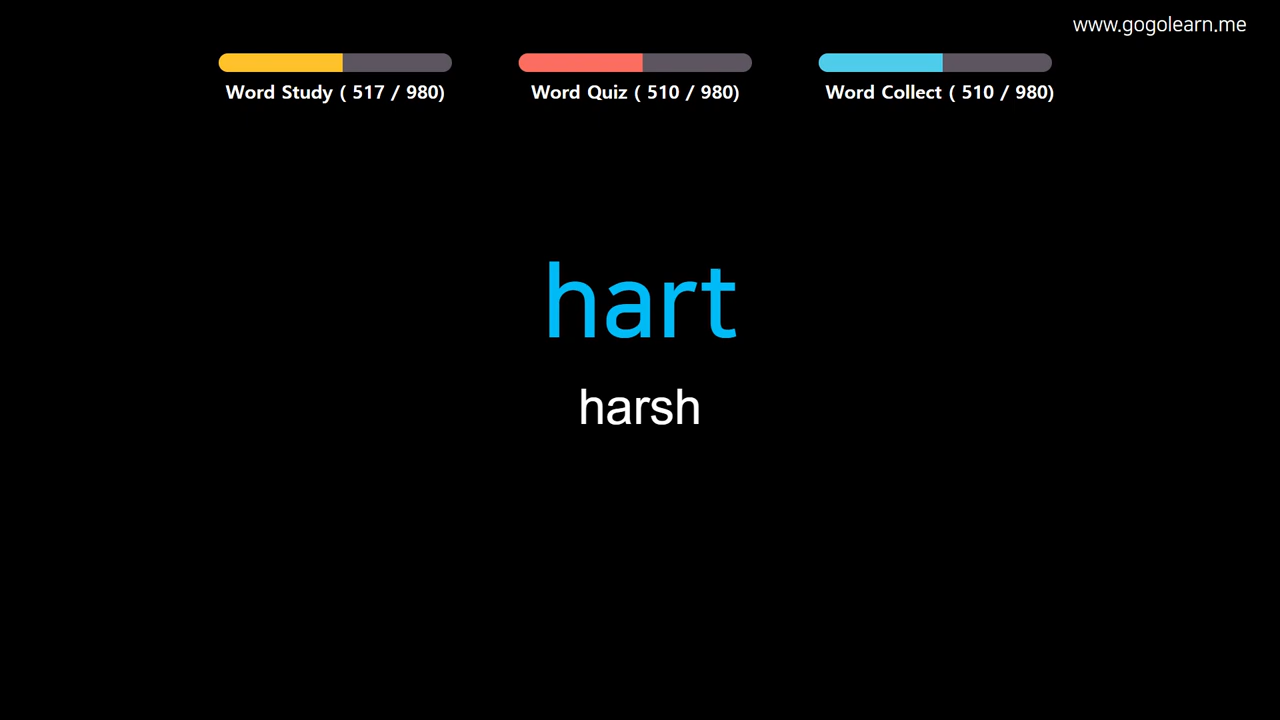 www.gogolearn.me
Word Study ( 517 / 980)
Word Quiz ( 510 / 980)
Word Collect ( 510 / 980)
hart
harsh